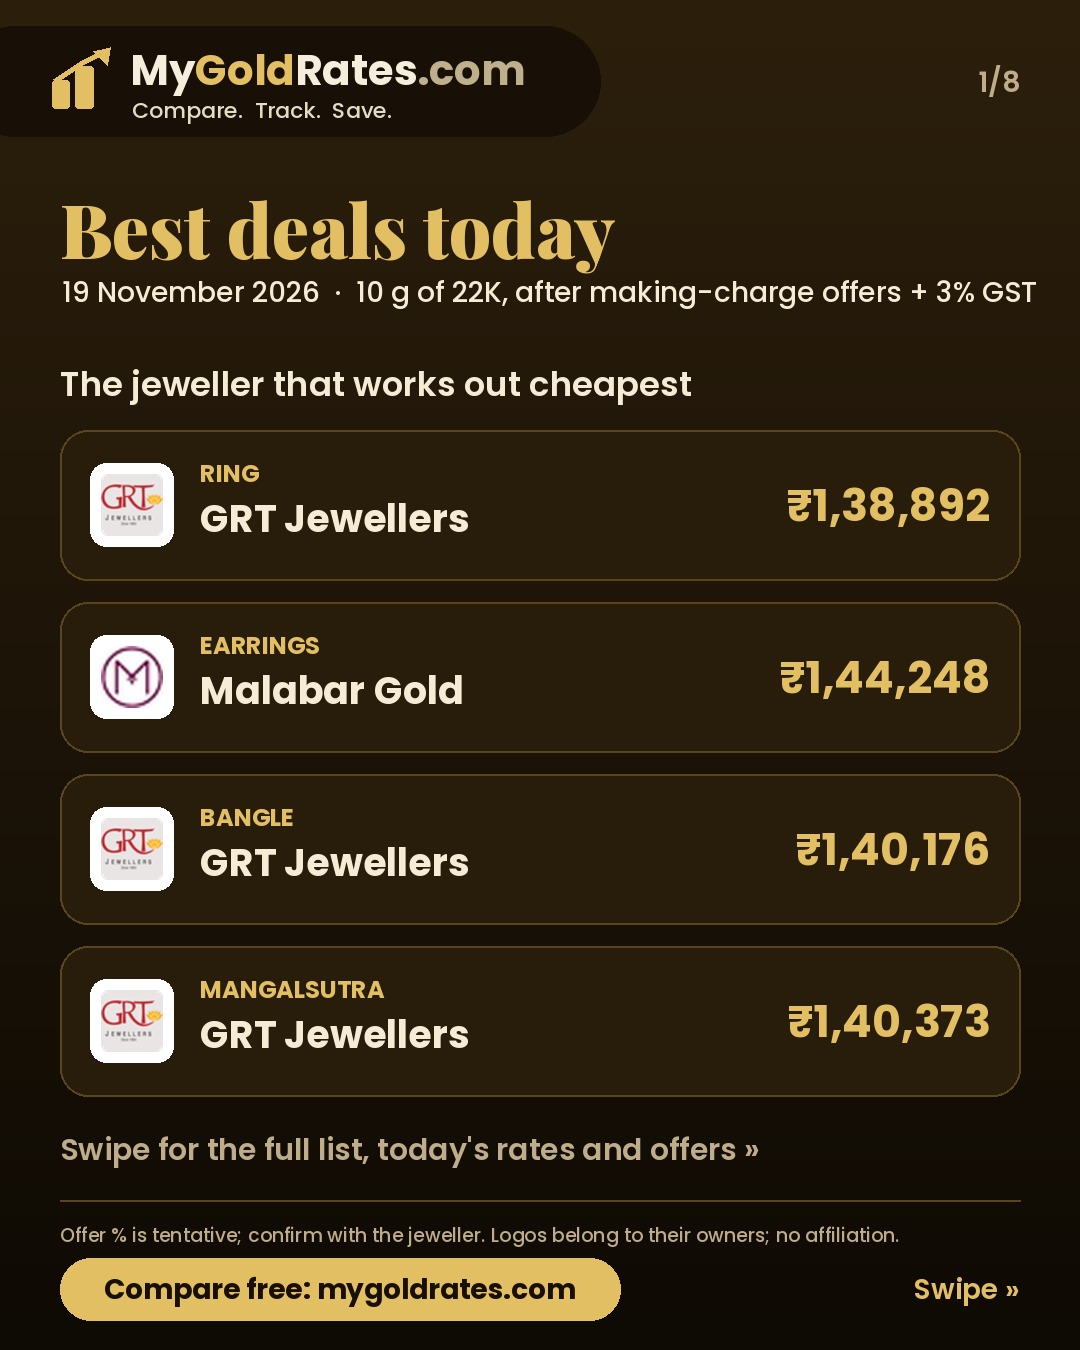 MyGoldRates.com
Compare. Track. Save.
1/8
Best deals today
19 November 2026 · 10 g of 22K, after making-charge offers + 3% GST
The jeweller that works out cheapest
GRT
JEWELLERS
RING
GRT Jewellers
₹1,38,892
M
EARRINGS
Malabar Gold
₹1,44,248
GRT
JEWELLERS
BANGLE
GRT Jewellers
₹1,40,176
GRT
JEWELLERS
MANGALSUTRA
GRT Jewellers
₹1,40,373
Swipe for the full list, today's rates and offers »
Offer % is tentative; confirm with the jeweller. Logos belong to their owners; no affiliation.
Compare free: mygoldrates.com
Swipe »